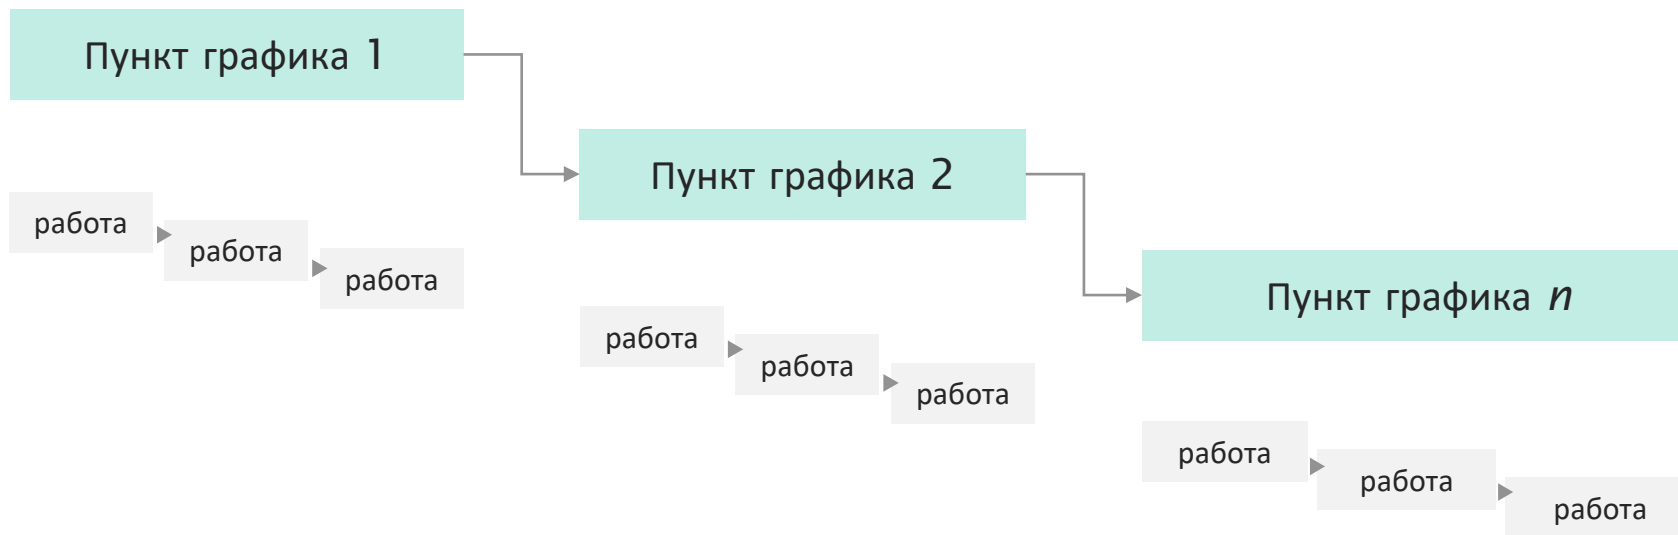 Пункт графика 1
Пункт графика 2
работа
работа
работа
Пункт графика n
работа
работа
работа
работа
работа
работа